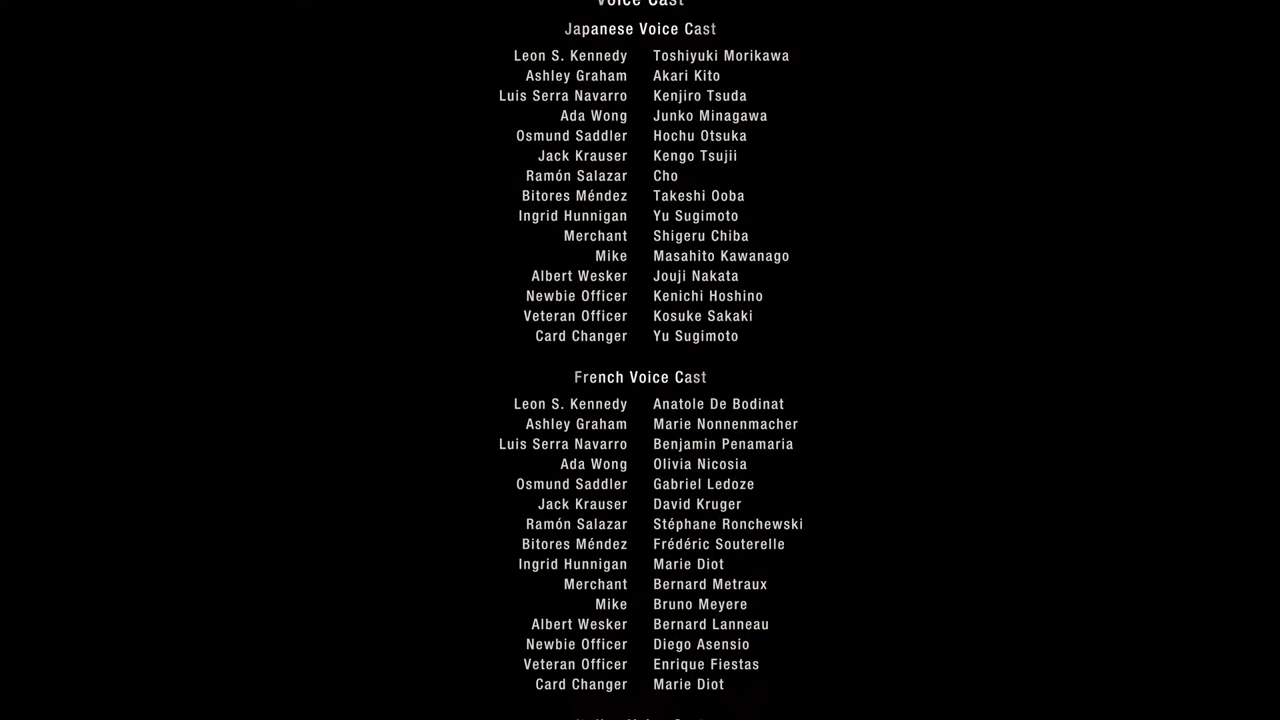 Voice Cast
Japanese Voice Cast
Leon S. Kennedy Toshiyuki Morikawa
Ashley Graham Akari Kito
Luis Serra Navarro Kenjiro Tsuda
Ada Wong Junko Minagawa
Osmund Saddler Hochu Otsuka
Jack Krauser Kengo Tsujii
Ramón Salazar Cho
Bitores Méndez Takeshi Ooba
Ingrid Hunnigan Yu Sugimoto
Merchant Shigeru Chiba
Mike Masahito Kawanago
Albert Wesker Jouji Nakata
Newbie Officer Kenichi Hoshino
Veteran Officer Kosuke Sakaki
Card Changer Yu Sugimoto
French Voice Cast
Leon S. Kennedy Anatole De Bodinat
Ashley Graham Marie Nonnenmacher
Luis Serra Navarro Benjamin Penamaria
Ada Wong Olivia Nicosia
Osmund Saddler Gabriel Ledoze
Jack Krauser David Kruger
Ramón Salazar Stéphane Ronchewski
Bitores Méndez Frédéric Souterelle
Ingrid Hunnigan Marie Diot
Merchant Bernard Metraux
Mike Bruno Meyere
Albert Wesker Bernard Lanneau
Newbie Officer Diego Asensio
Veteran Officer Enrique Fiestas
Card Changer Marie Diot